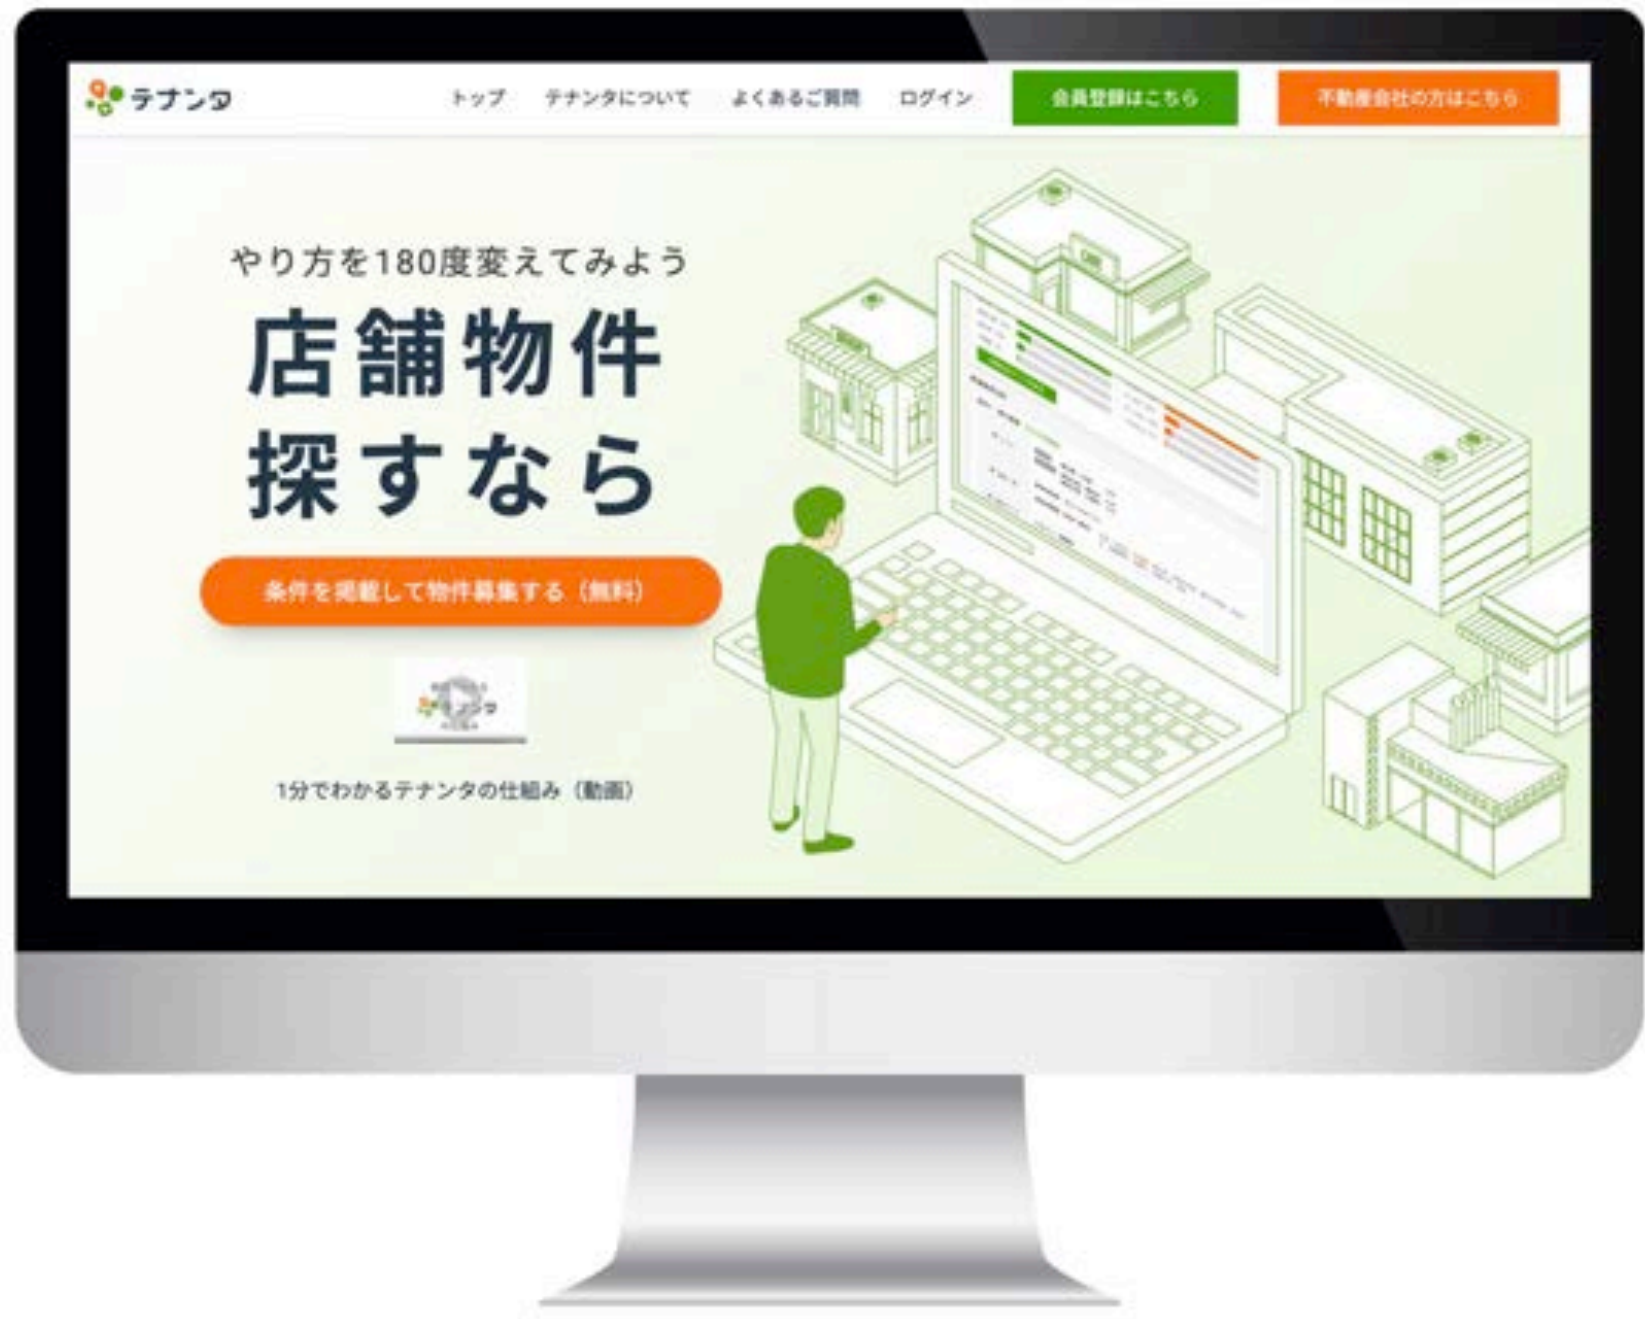 テナンタ
トップ
テナンタについて
よくあるご質問
ログイン
会員登録はこちら
不動産会社の方はこちら
やり方を180度変えてみよう
店舗物件
探すなら
条件を掲載して物件募集する（無料）
テナンタ
1分でわかるテナンタの仕組み（動画）